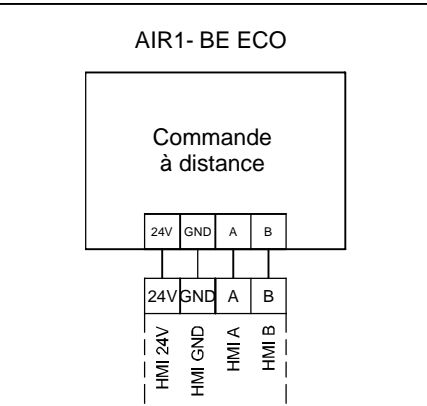 AIR1- BE ECO
Commande
à distance
24V GND A B
24V GND A B
HMI 24V
HMI GND
HMI A
HMI B